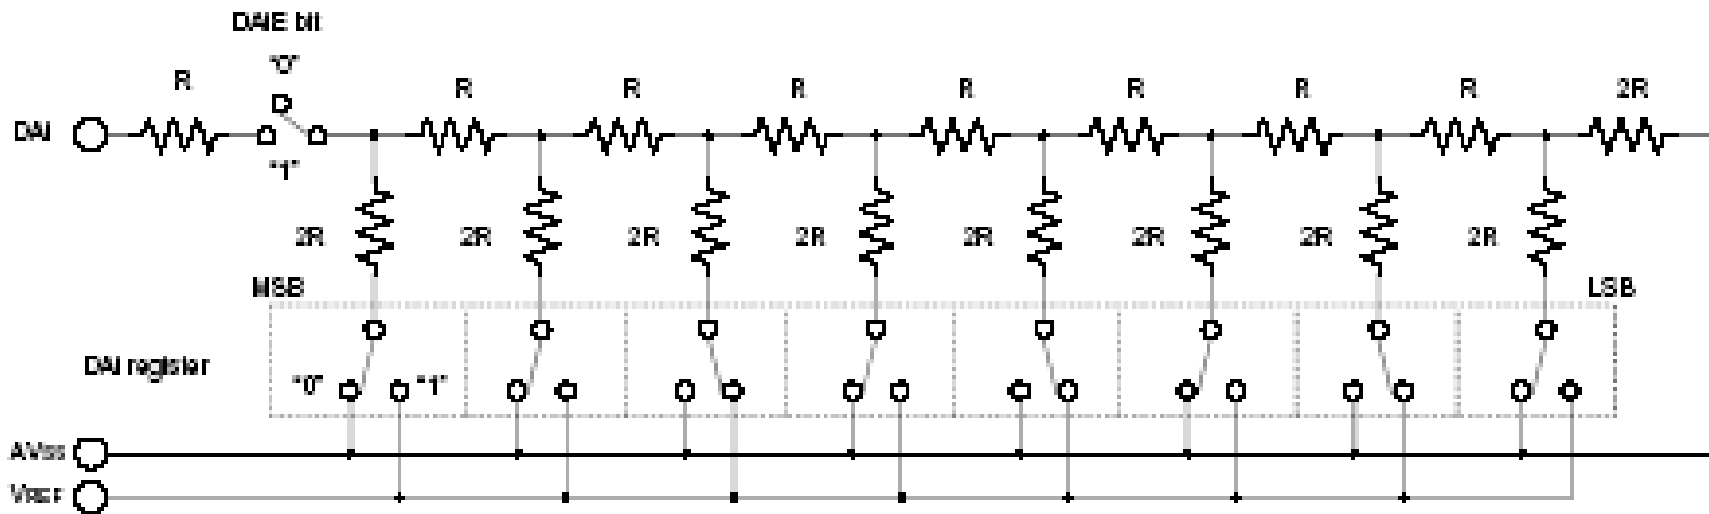 DAiE bit
"0"
R R R R R R R R 2R
DAi
"1"
2R 2R 2R 2R 2R 2R 2R 2R
MSB LSB
DAi register "0" "1"
AVSS
VREF